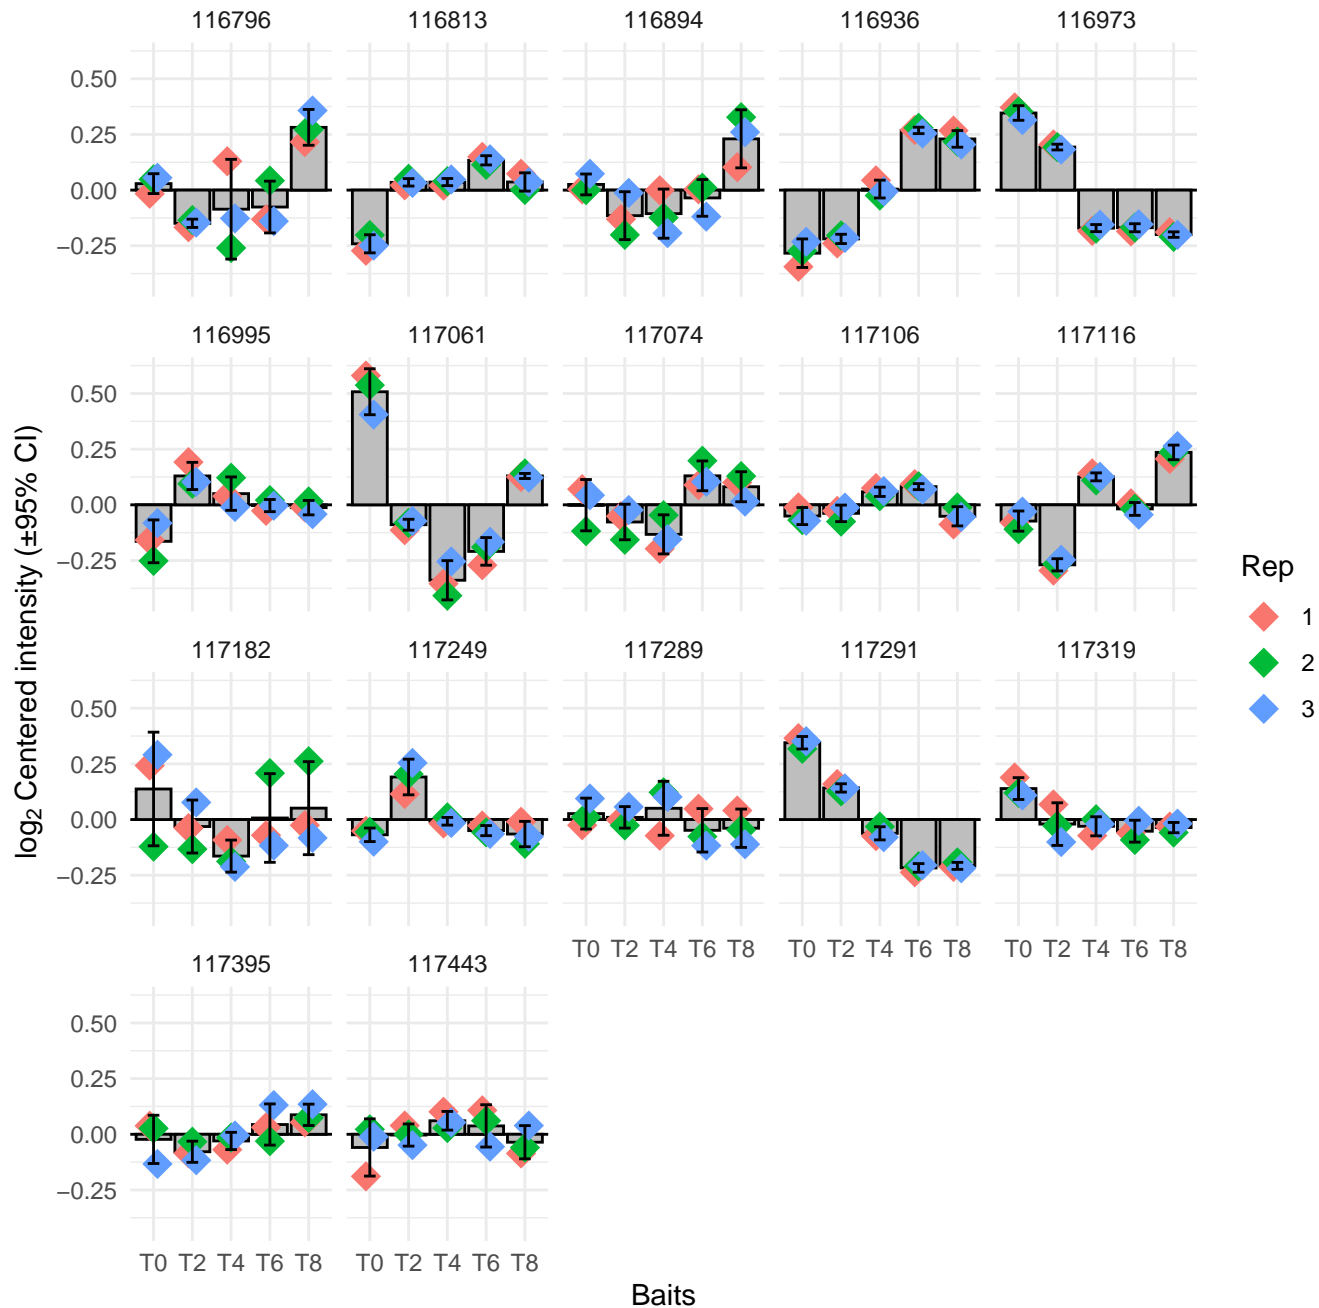 116796 116813 116894 116936 116973
0.50
0.25
0.00
−0.25
116995 117061 117074 117106 117116
0.50
0.25
0.00
−0.25
117182 117249 117289 117291 117319
0.50
0.25
0.00
−0.25
T0 T2 T4 T6 T8 T0 T2 T4 T6 T8 T0 T2 T4 T6 T8
117395 117443
0.50
0.25
0.00
−0.25
T0 T2 T4 T6 T8 T0 T2 T4 T6 T8
Baits
log₂ Centered intensity (±95% CI)
Rep
1
2
3